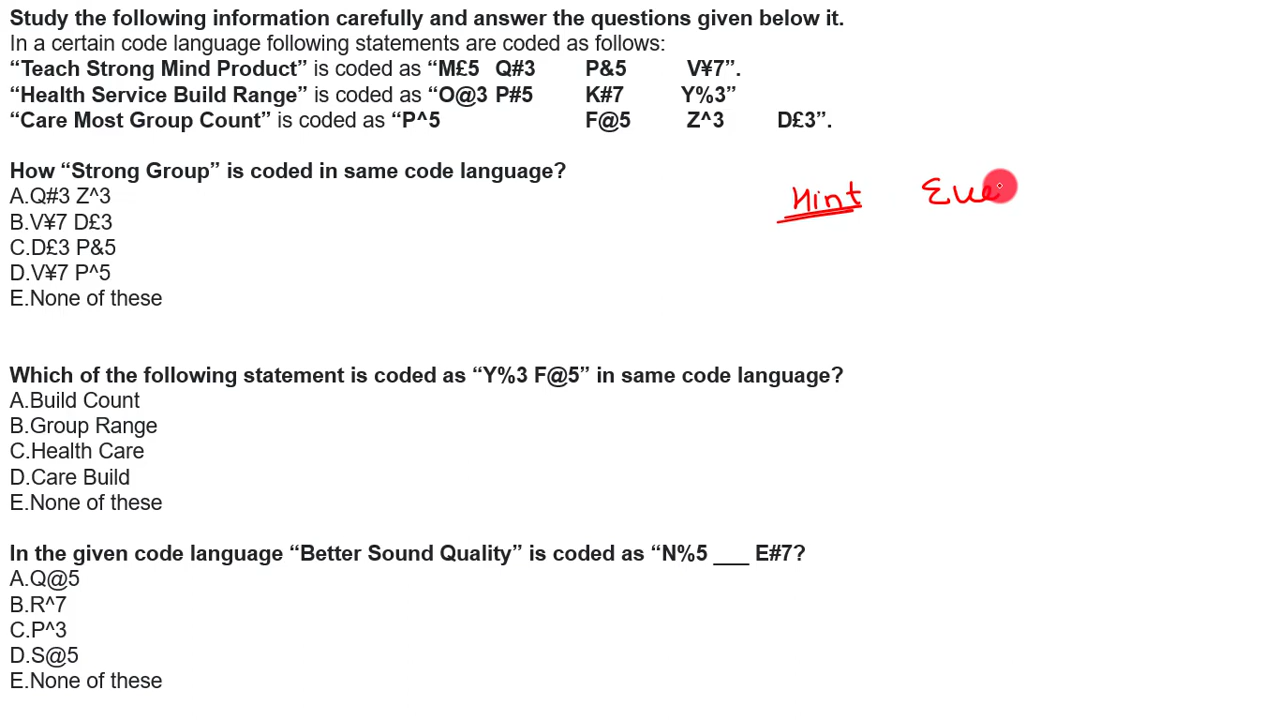 Study the following information carefully and answer the questions given below it.
In a certain code language following statements are coded as follows:
“Teach Strong Mind Product” is coded as “M£5 Q#3 P&5 V¥7”.
“Health Service Build Range” is coded as “O@3 P#5 K#7 Y%3”
“Care Most Group Count” is coded as “P^5 F@5 Z^3 D£3”.
How “Strong Group” is coded in same code language?
A.Q#3 Z^3
B.V¥7 D£3
C.D£3 P&5
D.V¥7 P^5
E.None of these
Hint Eve
Which of the following statement is coded as “Y%3 F@5” in same code language?
A.Build Count
B.Group Range
C.Health Care
D.Care Build
E.None of these
In the given code language “Better Sound Quality” is coded as “N%5 ___ E#7?
A.Q@5
B.R^7
C.P^3
D.S@5
E.None of these